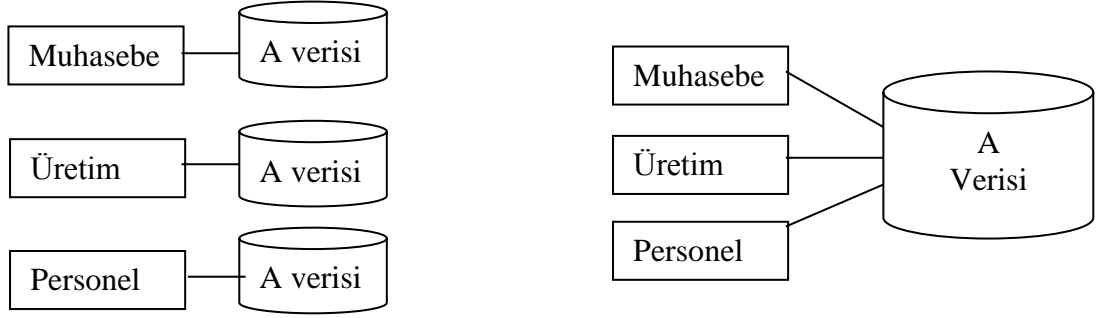 Muhasebe
A verisi
Üretim
A verisi
Personel
A verisi
Muhasebe
Üretim
Personel
A
Verisi